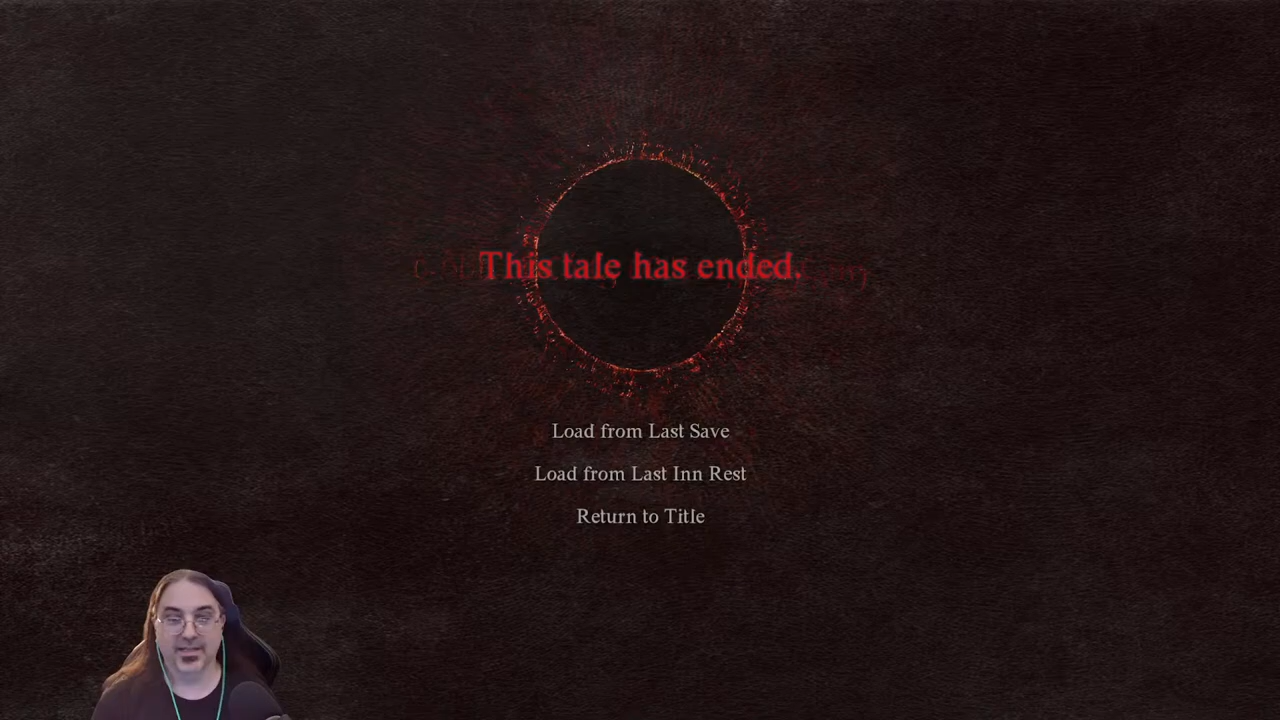 This tale has ended.
Load from Last Save
Load from Last Inn Rest
Return to Title